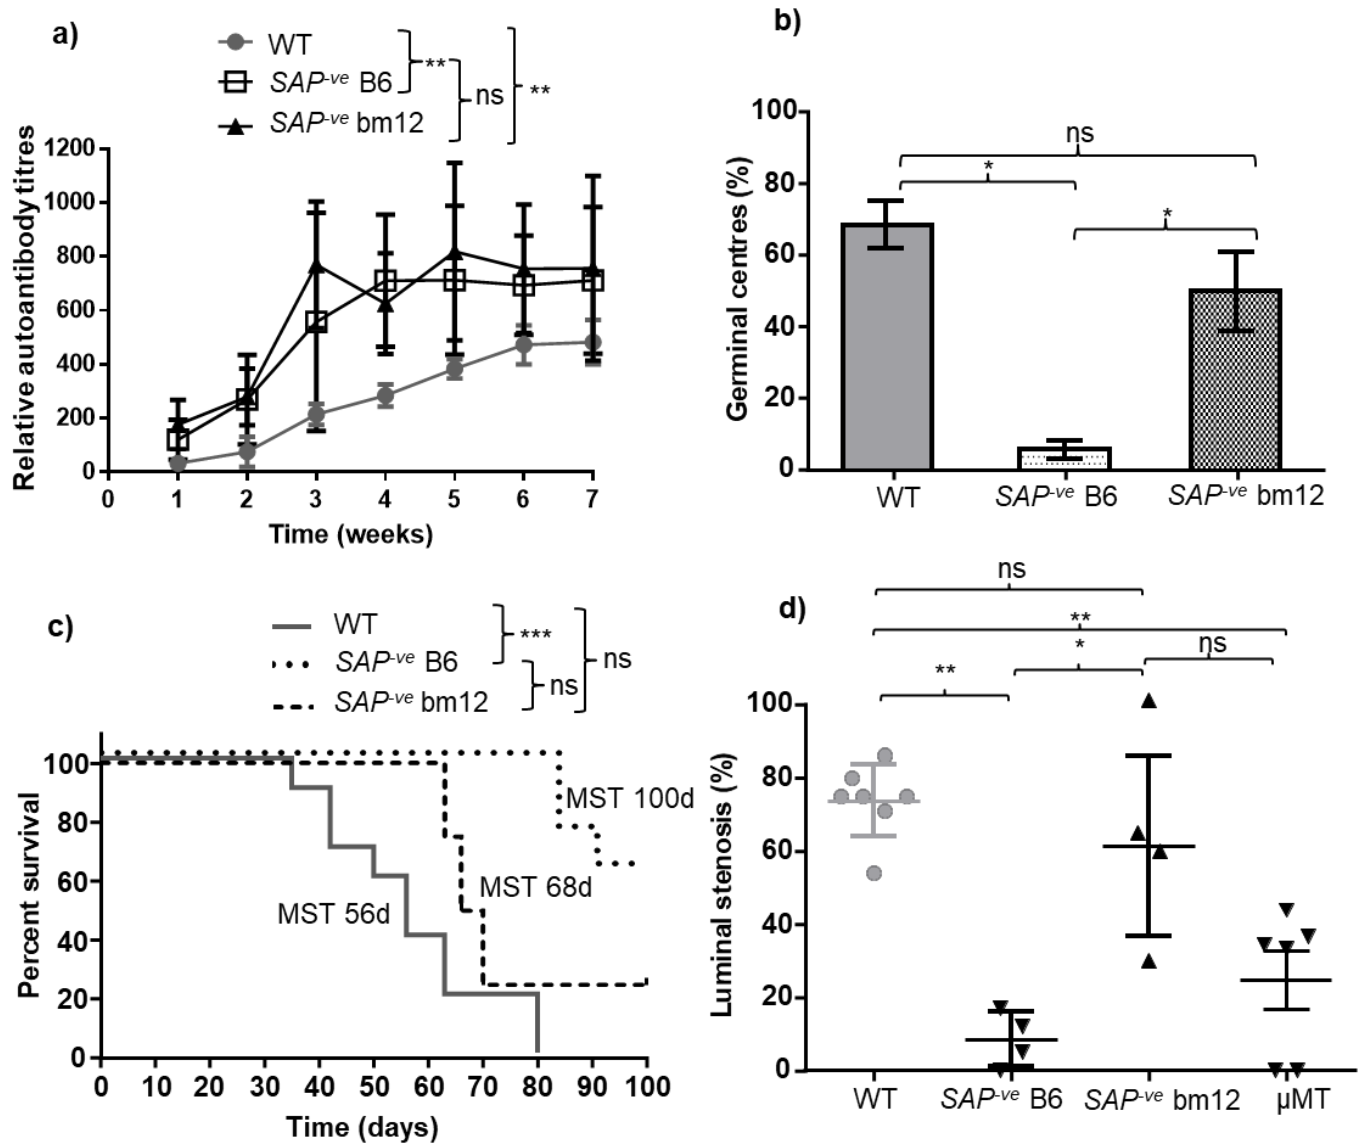 a)
WT
SAP-ve B6
SAP-ve bm12
**
ns
**
Relative autoantibody titres
1200
1000
800
600
400
200
0
0 1 2 3 4 5 6 7
Time (weeks)
b)
Germinal centres (%)
100
80
60
40
20
0
ns
*
*
WT SAP-ve B6 SAP-ve bm12
c)
WT
SAP-ve B6
SAP-ve bm12
***
ns
ns
Percent survival
100
80
60
40
20
0
MST 100d
MST 68d
MST 56d
0 10 20 30 40 50 60 70 80 90 100
Time (days)
d)
ns
**
*
ns
**
Luminal stenosis (%)
100
80
60
40
20
0
WT SAP-ve B6 SAP-ve bm12 µMT